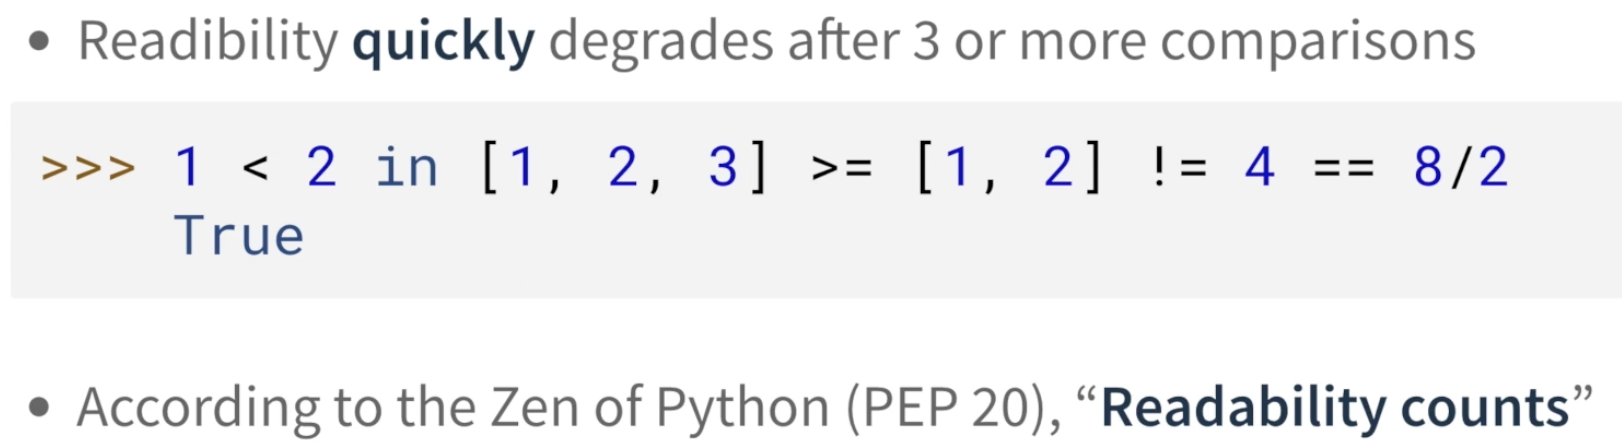 • Readibility quickly degrades after 3 or more comparisons
>>> 1 < 2 in [1, 2, 3] >= [1, 2] != 4 == 8/2
True
• According to the Zen of Python (PEP 20), “Readability counts”